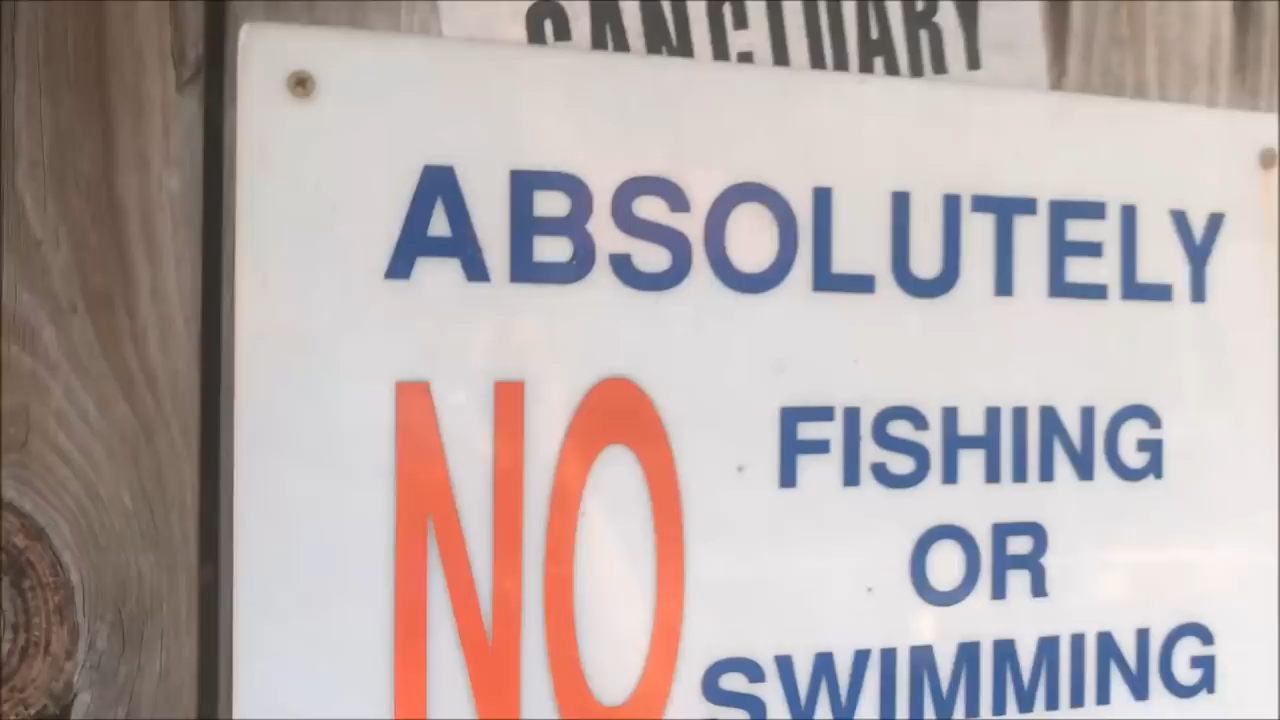 SANCTUARY
ABSOLUTELY
NO FISHING
OR
SWIMMING